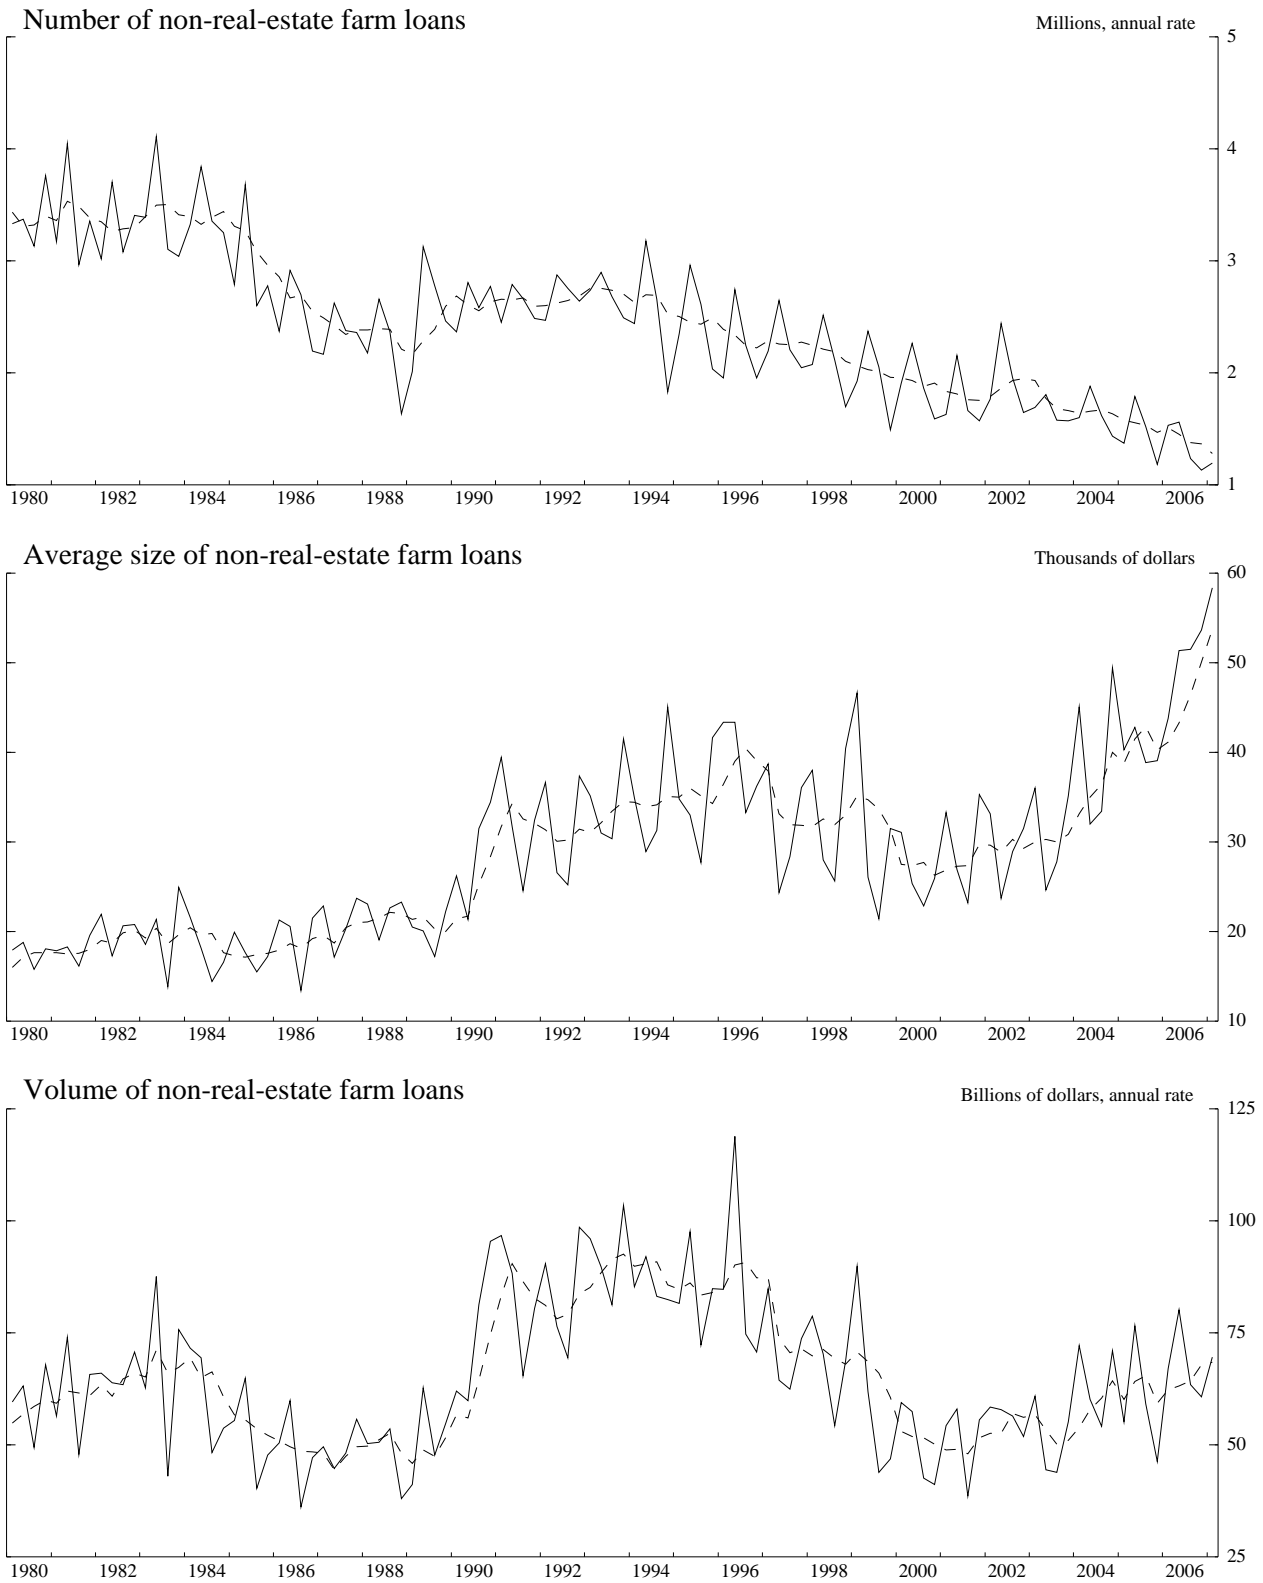 Number of non-real-estate farm loans
Millions, annual rate
5
4
3
2
1
1980 1982 1984 1986 1988 1990 1992 1994 1996 1998 2000 2002 2004 2006
Average size of non-real-estate farm loans
Thousands of dollars
60
50
40
30
20
10
1980 1982 1984 1986 1988 1990 1992 1994 1996 1998 2000 2002 2004 2006
Volume of non-real-estate farm loans
Billions of dollars, annual rate
125
100
75
50
25
1980 1982 1984 1986 1988 1990 1992 1994 1996 1998 2000 2002 2004 2006